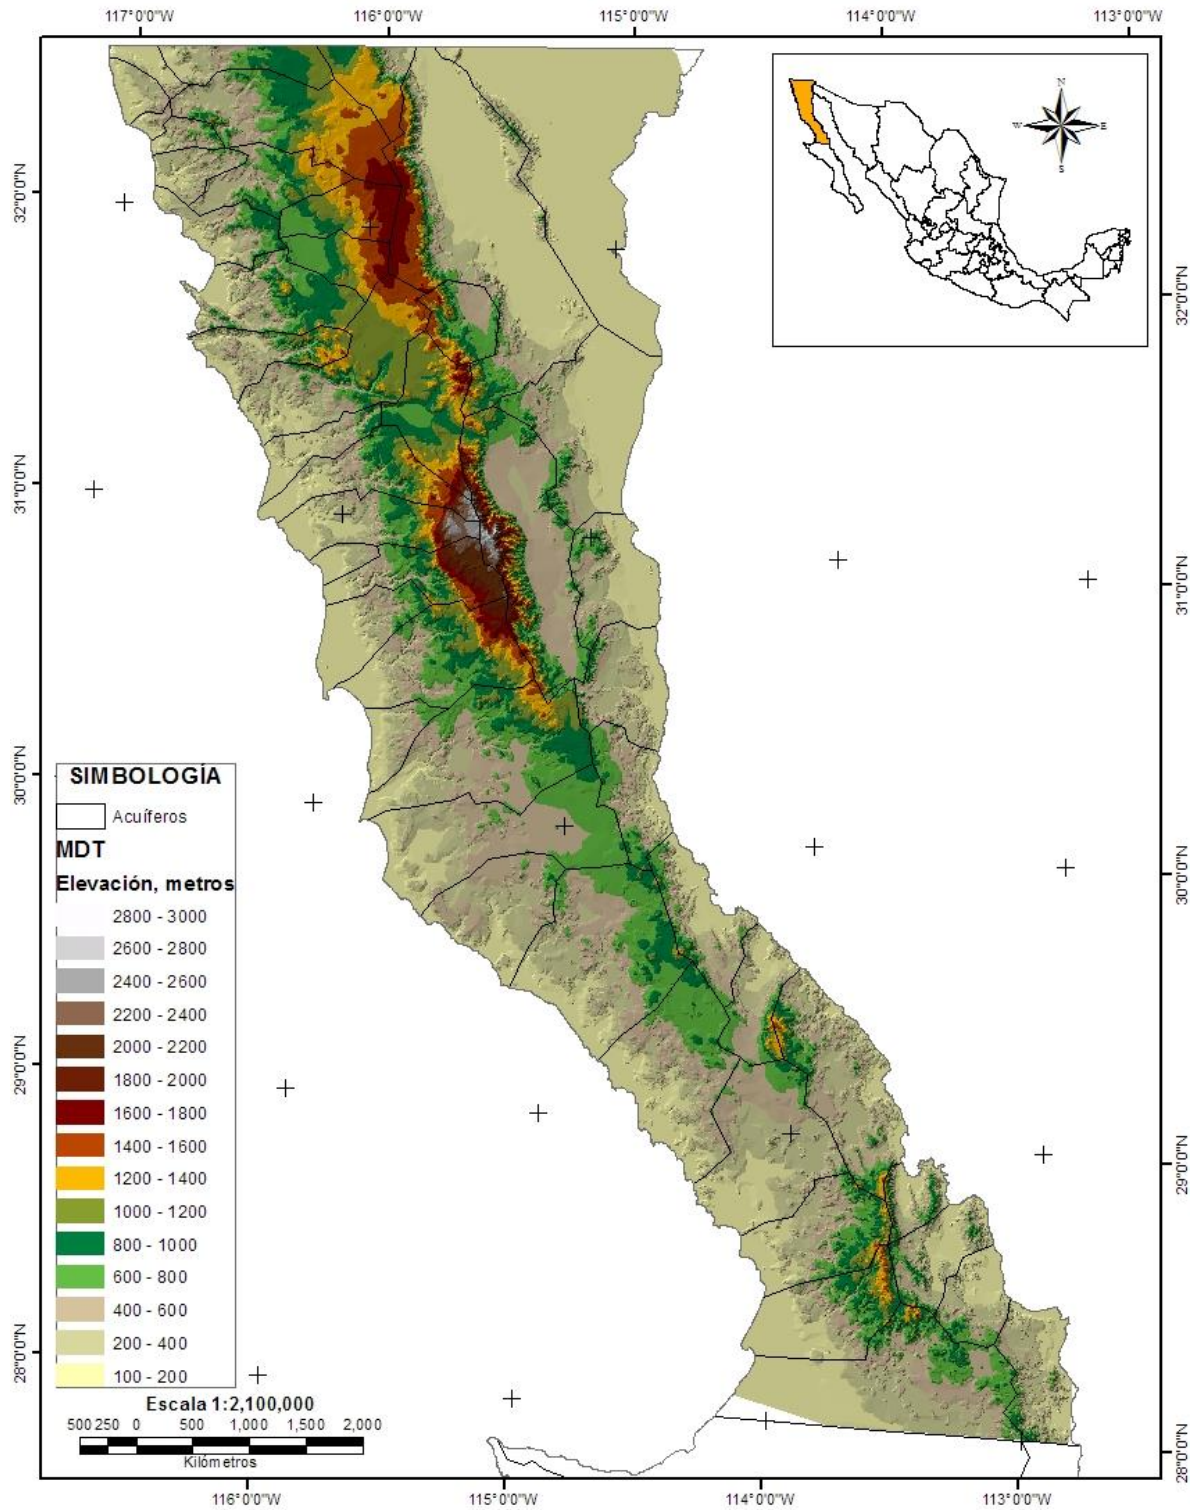 117°0'0"W 116°0'0"W 115°0'0"W 114°0'0"W 113°0'0"W
N
W E
S
32°0'0"N
32°0'0"N
31°0'0"N
31°0'0"N
30°0'0"N
30°0'0"N
29°0'0"N
29°0'0"N
28°0'0"N
28°0'0"N
SIMBOLOGÍA
Acuíferos
MDT
Elevación, metros
2800 - 3000
2600 - 2800
2400 - 2600
2200 - 2400
2000 - 2200
1800 - 2000
1600 - 1800
1400 - 1600
1200 - 1400
1000 - 1200
800 - 1000
600 - 800
400 - 600
200 - 400
100 - 200
Escala 1:2,100,000
500 250 0 500 1,000 1,500 2,000
Kilómetros
116°0'0"W 115°0'0"W 114°0'0"W 113°0'0"W